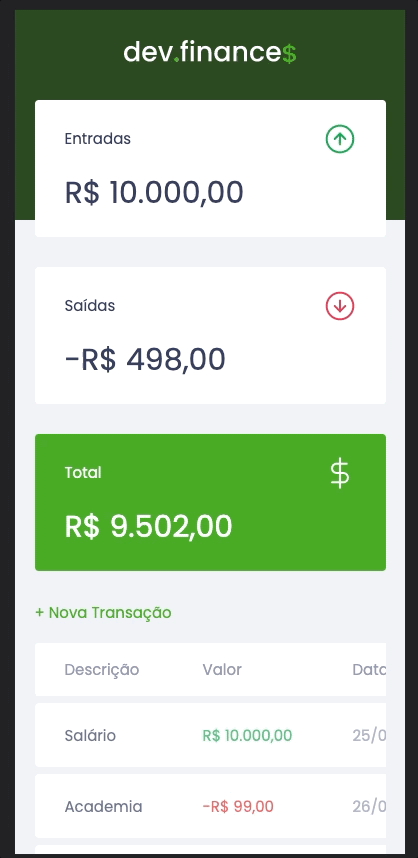 dev.finance$
Entradas
R$ 10.000,00
Saídas
-R$ 498,00
$
Total
R$ 9.502,00
+ Nova Transação
Descrição Valor Data
Salário R$ 10.000,00 25/0
Academia -R$ 99,00 26/0